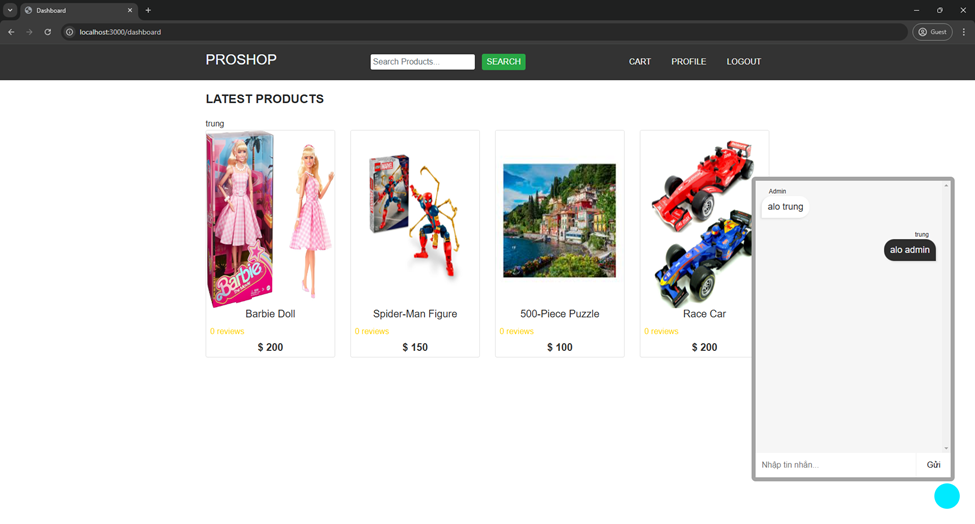 Dashboard
localhost:3000/dashboard
Guest
PROSHOP
Search Products...
SEARCH
CART
PROFILE
LOGOUT
LATEST PRODUCTS
trung
Barbie
MARVEL
Barbie Doll
0 reviews
$ 200
Spider-Man Figure
0 reviews
$ 150
500-Piece Puzzle
0 reviews
$ 100
Race Car
0 reviews
$ 200
Admin
alo trung
trung
alo admin
Nhập tin nhắn...
Gửi